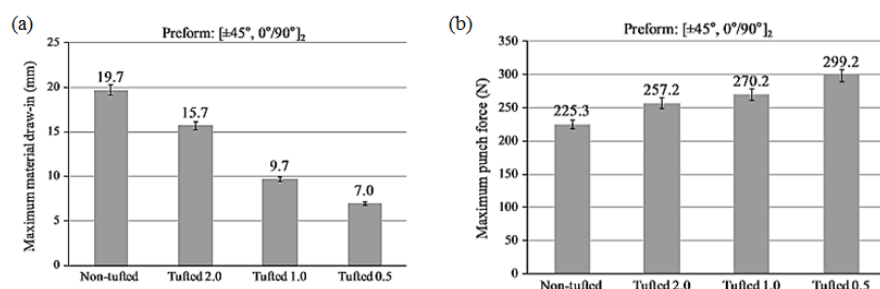 (a)
Preform: [±45°, 0°/90°]₂
Maximum material draw-in (mm)
25
20
15
10
5
0
19.7
15.7
9.7
7.0
Non-tufted Tufted 2.0 Tufted 1.0 Tufted 0.5
(b)
Preform: [±45°, 0°/90°]₂
Maximum punch force (N)
350
300
250
200
150
100
50
0
225.3
257.2
270.2
299.2
Non-tufted Tufted 2.0 Tufted 1.0 Tufted 0.5